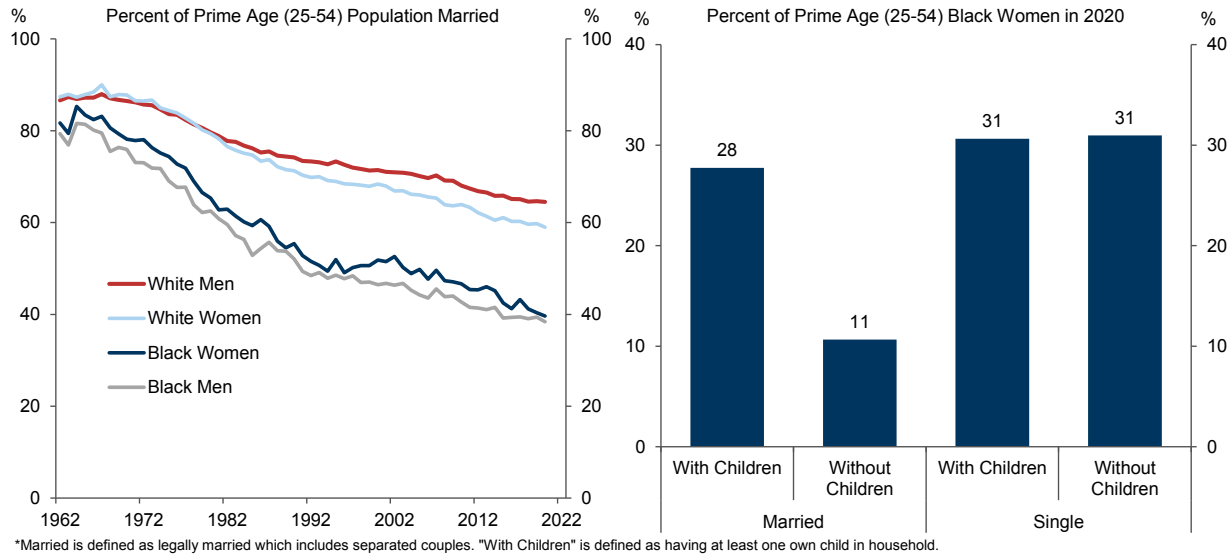 Percent of Prime Age (25-54) Population Married
% %
100 100
80 80
60 60
40 40
20 20
0 0
White Men
White Women
Black Women
Black Men
1962 1972 1982 1992 2002 2012 2022
Percent of Prime Age (25-54) Black Women in 2020
% %
40 40
30 30
20 20
10 10
0 0
28 11 31 31
With Children Without Children With Children Without Children
Married Single
*Married is defined as legally married which includes separated couples. "With Children" is defined as having at least one own child in household.